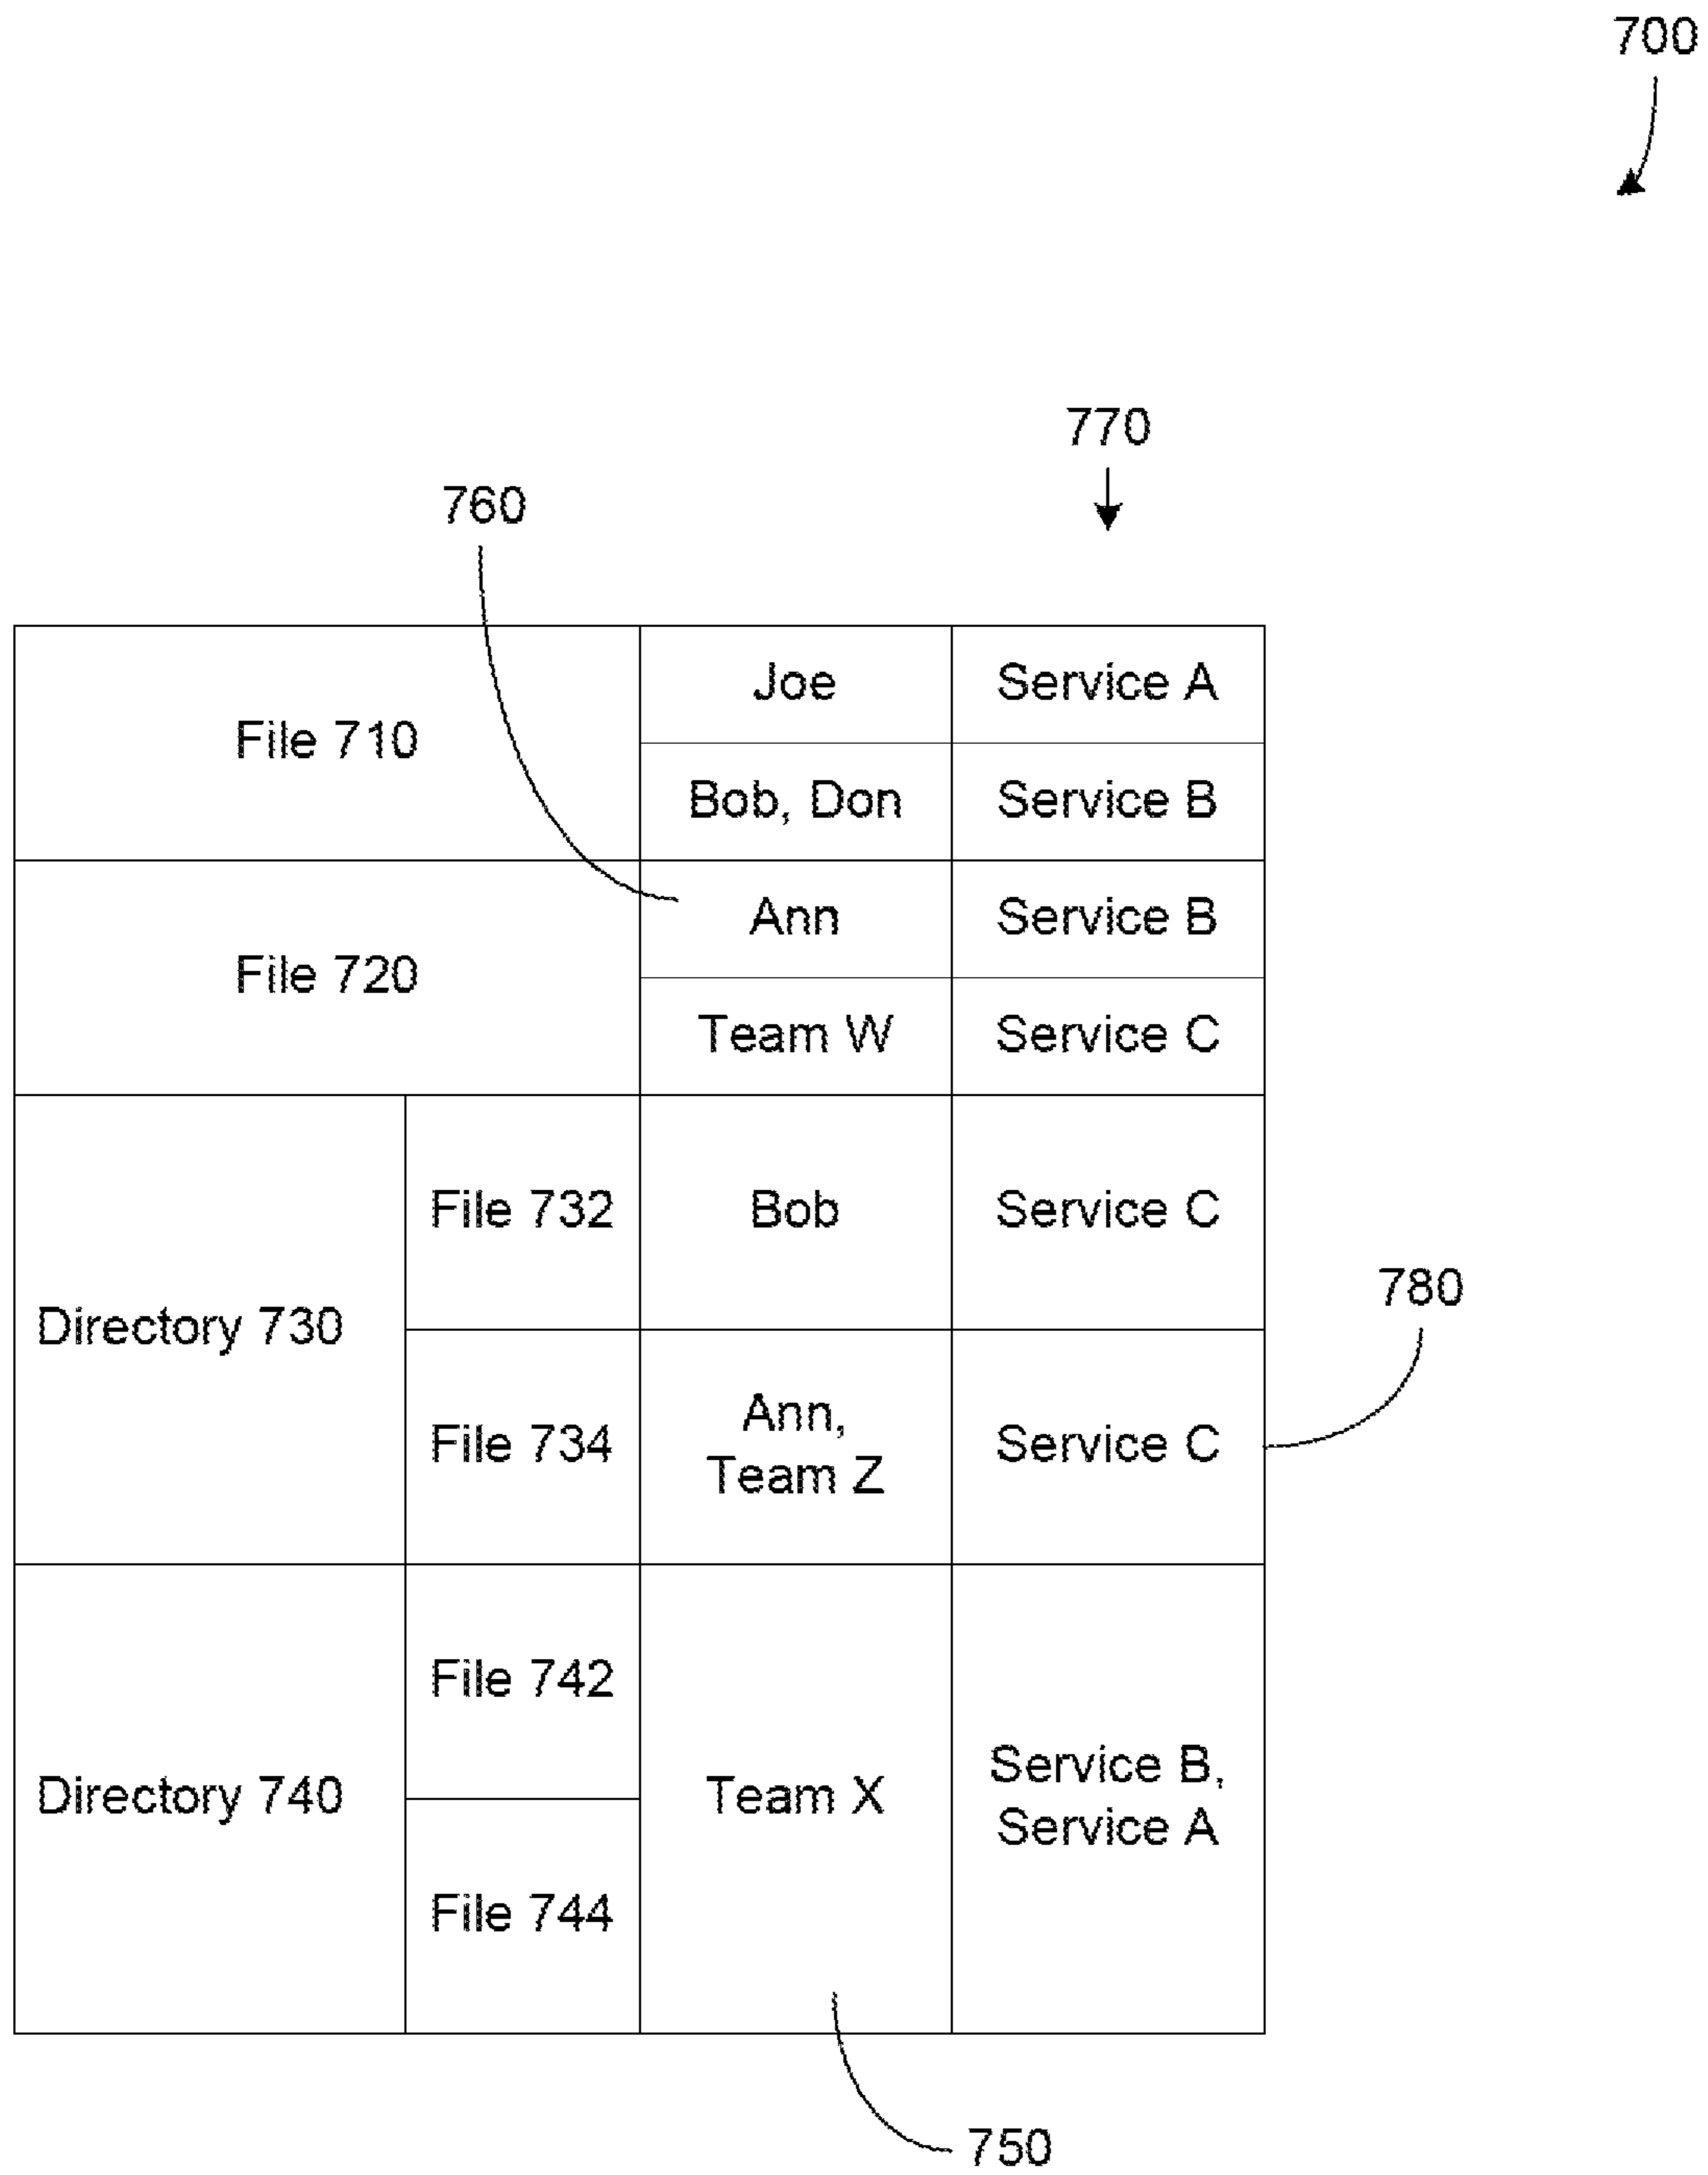 700
770
760
Joe
Service A
File 710
Bob, Don
Service B
Ann
Service B
File 720
Team W
Service C
File 732
Bob
Service C
Directory 730
780
File 734
Ann,
Team Z
Service C
File 742
Directory 740
Team X
Service B,
Service A
File 744
750